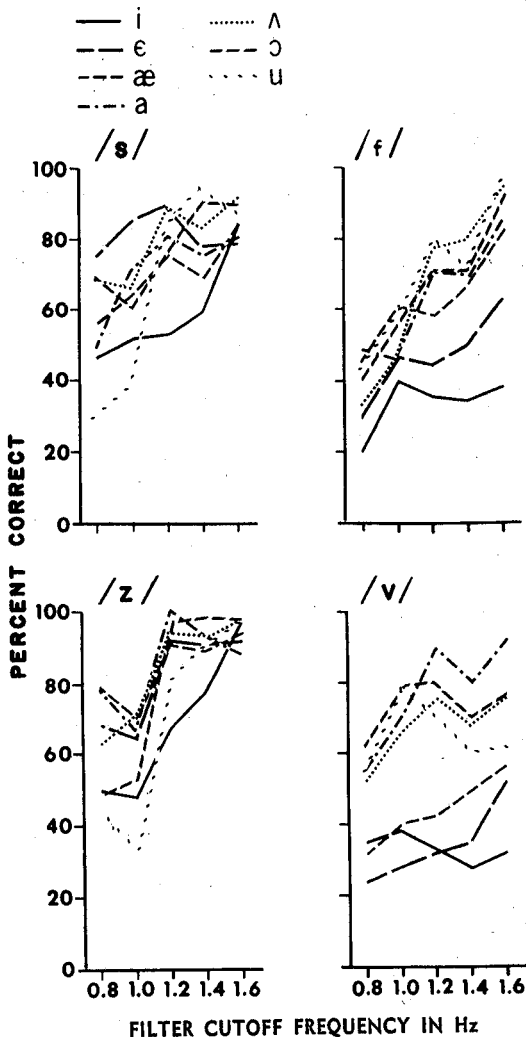 i ʌ
ɛ ɔ
æ u
a
/s/ /f/
100
80
60
40
20
0
PERCENT CORRECT
/z/ /v/
100
80
60
40
20
0
0.8 1.0 1.2 1.4 1.6 0.8 1.0 1.2 1.4 1.6
FILTER CUTOFF FREQUENCY IN Hz